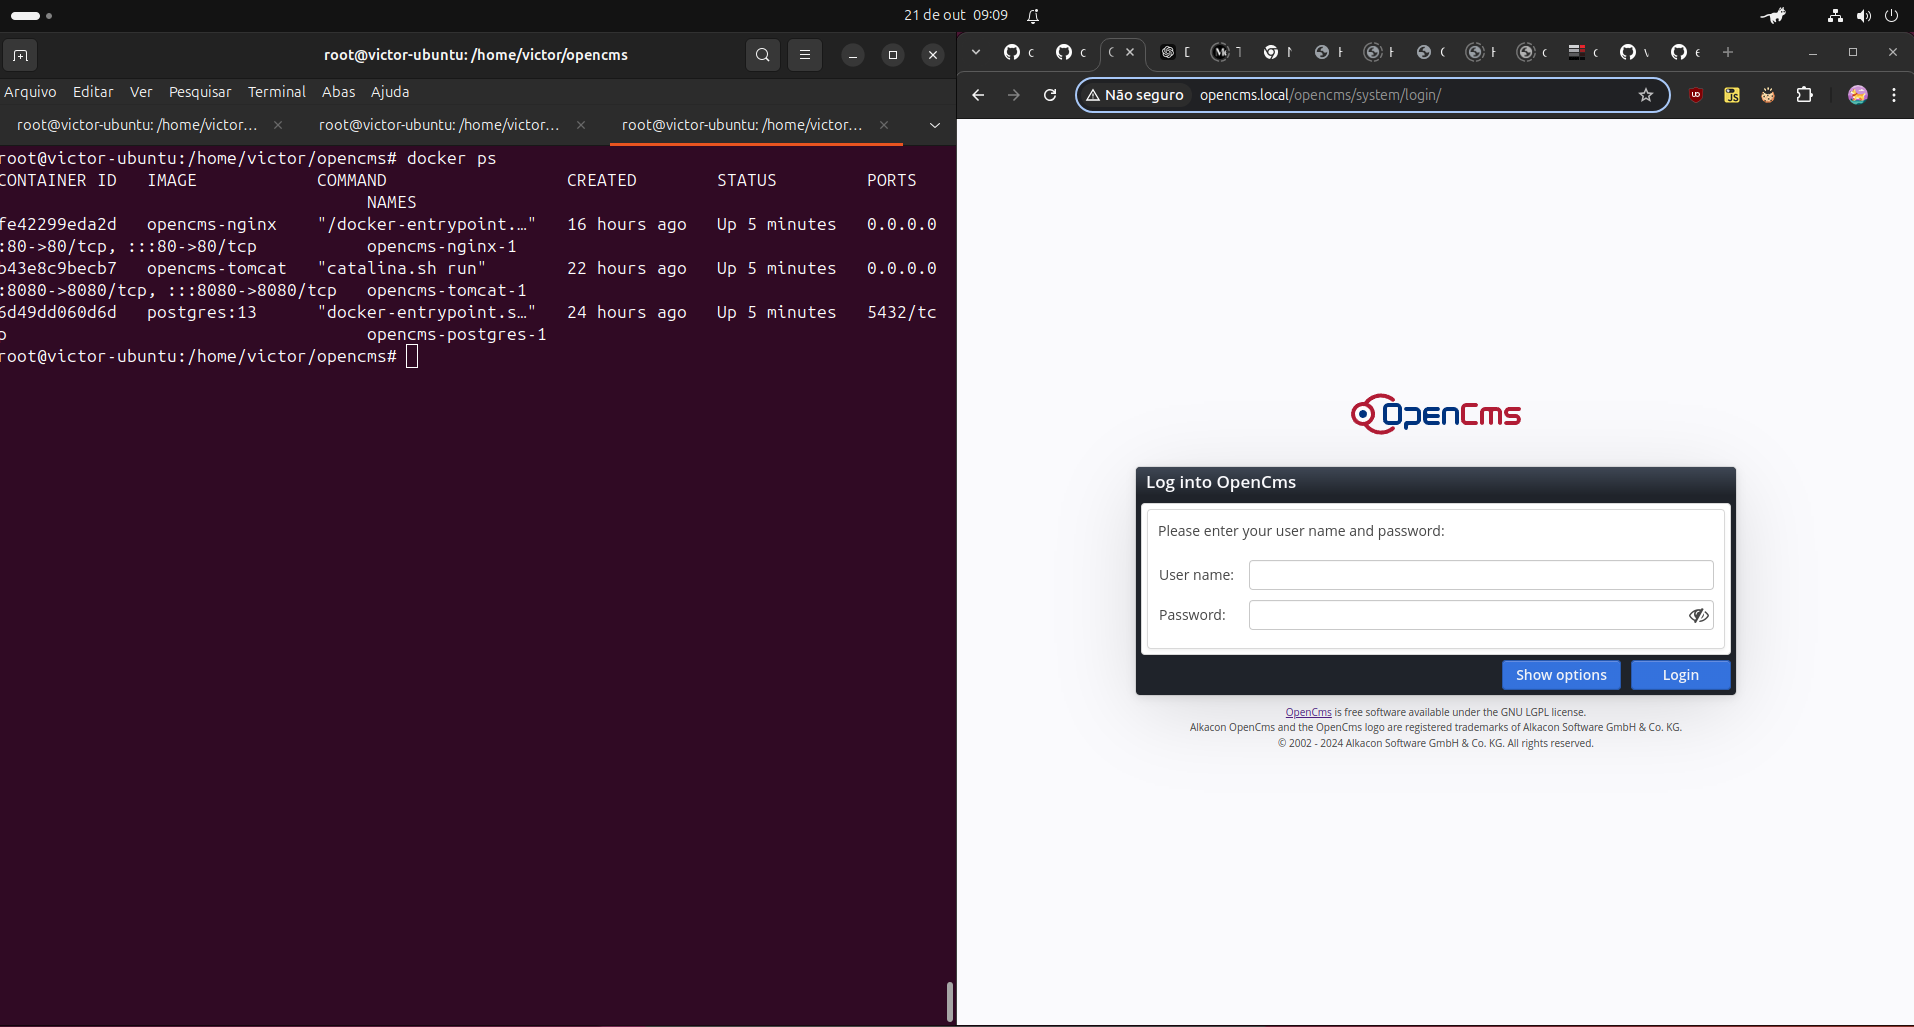 21 de out 09:09
root@victor-ubuntu: /home/victor/opencms
Arquivo Editar Ver Pesquisar Terminal Abas Ajuda
root@victor-ubuntu: /home/victor... root@victor-ubuntu: /home/victor... root@victor-ubuntu: /home/victor...
root@victor-ubuntu:/home/victor/opencms# docker ps
CONTAINER ID IMAGE COMMAND CREATED STATUS PORTS
NAMES
fe42299eda2d opencms-nginx "/docker-entrypoint.…" 16 hours ago Up 5 minutes 0.0.0.0
:80->80/tcp, :::80->80/tcp opencms-nginx-1
b43e8c9becb7 opencms-tomcat "catalina.sh run" 22 hours ago Up 5 minutes 0.0.0.0
:8080->8080/tcp, :::8080->8080/tcp opencms-tomcat-1
6d49dd060d6d postgres:13 "docker-entrypoint.s…" 24 hours ago Up 5 minutes 5432/tc
p opencms-postgres-1
root@victor-ubuntu:/home/victor/opencms#
Não seguro opencms.local/opencms/system/login/
OpenCms
Log into OpenCms
Please enter your user name and password:
User name:
Password:
Show options Login
OpenCms is free software available under the GNU LGPL license.
Alkacon OpenCms and the OpenCms logo are registered trademarks of Alkacon Software GmbH & Co. KG.
© 2002 - 2024 Alkacon Software GmbH & Co. KG. All rights reserved.